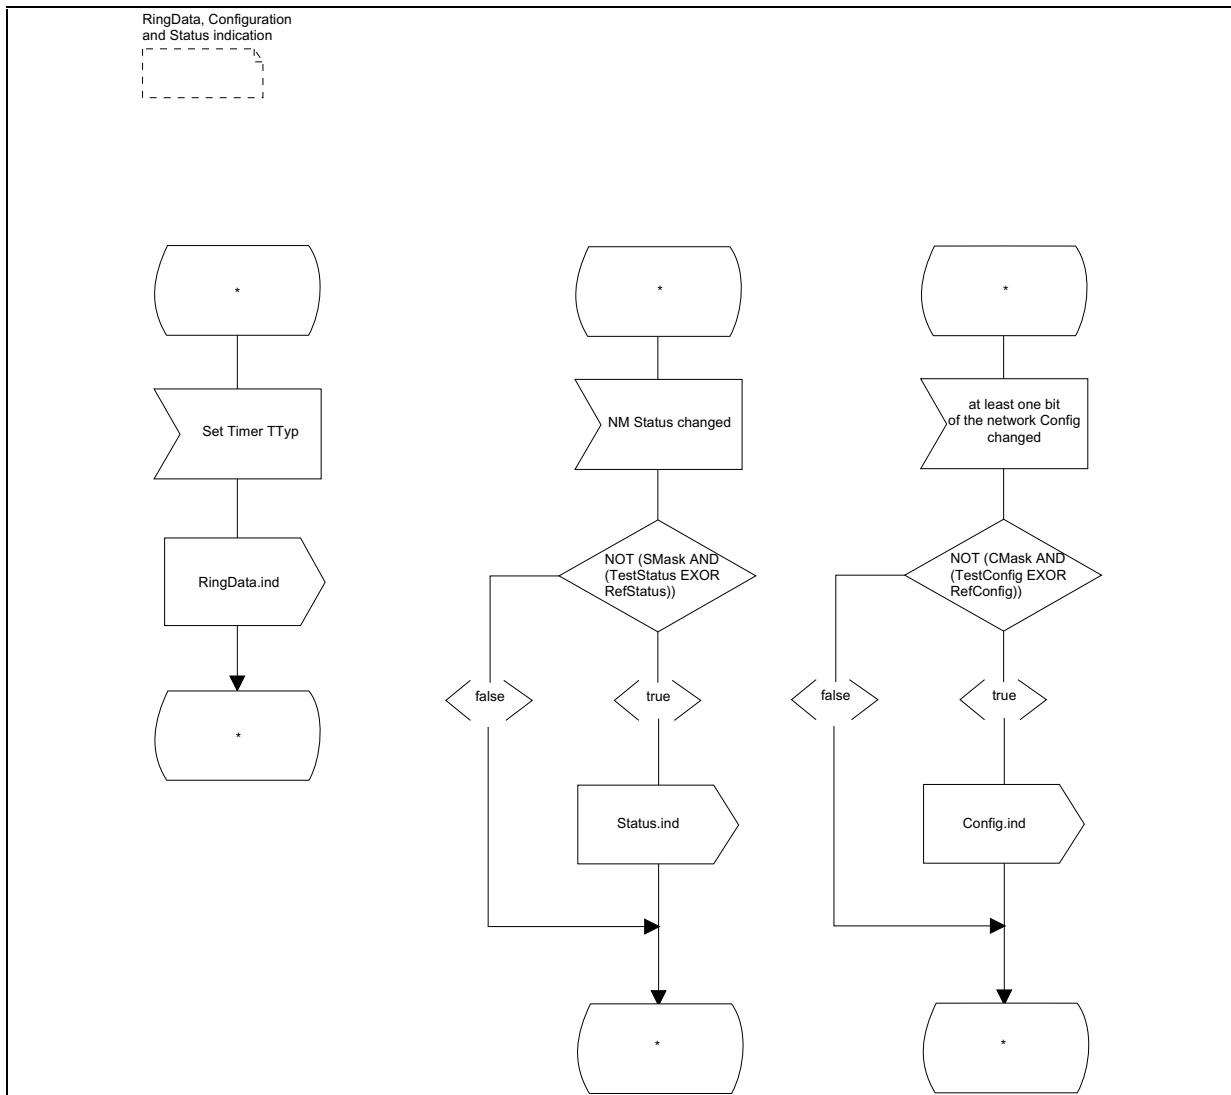 RingData, Configuration
and Status indication
*
Set Timer TTyp
RingData.ind
*
*
NM Status changed
NOT (SMask AND
(TestStatus EXOR
RefStatus))
false
true
Status.ind
*
*
at least one bit
of the network Config
changed
NOT (CMask AND
(TestConfig EXOR
RefConfig))
false
true
Config.ind
*